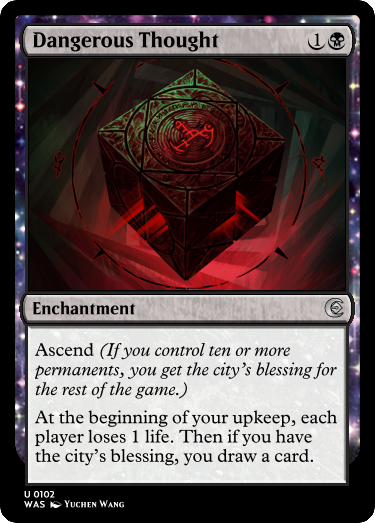 Dangerous Thought 1
Enchantment
Ascend (If you control ten or more
permanents, you get the city's blessing for
the rest of the game.)
At the beginning of your upkeep, each
player loses 1 life. Then if you have
the city's blessing, you draw a card.
U 0102
WAS Yuchen Wang